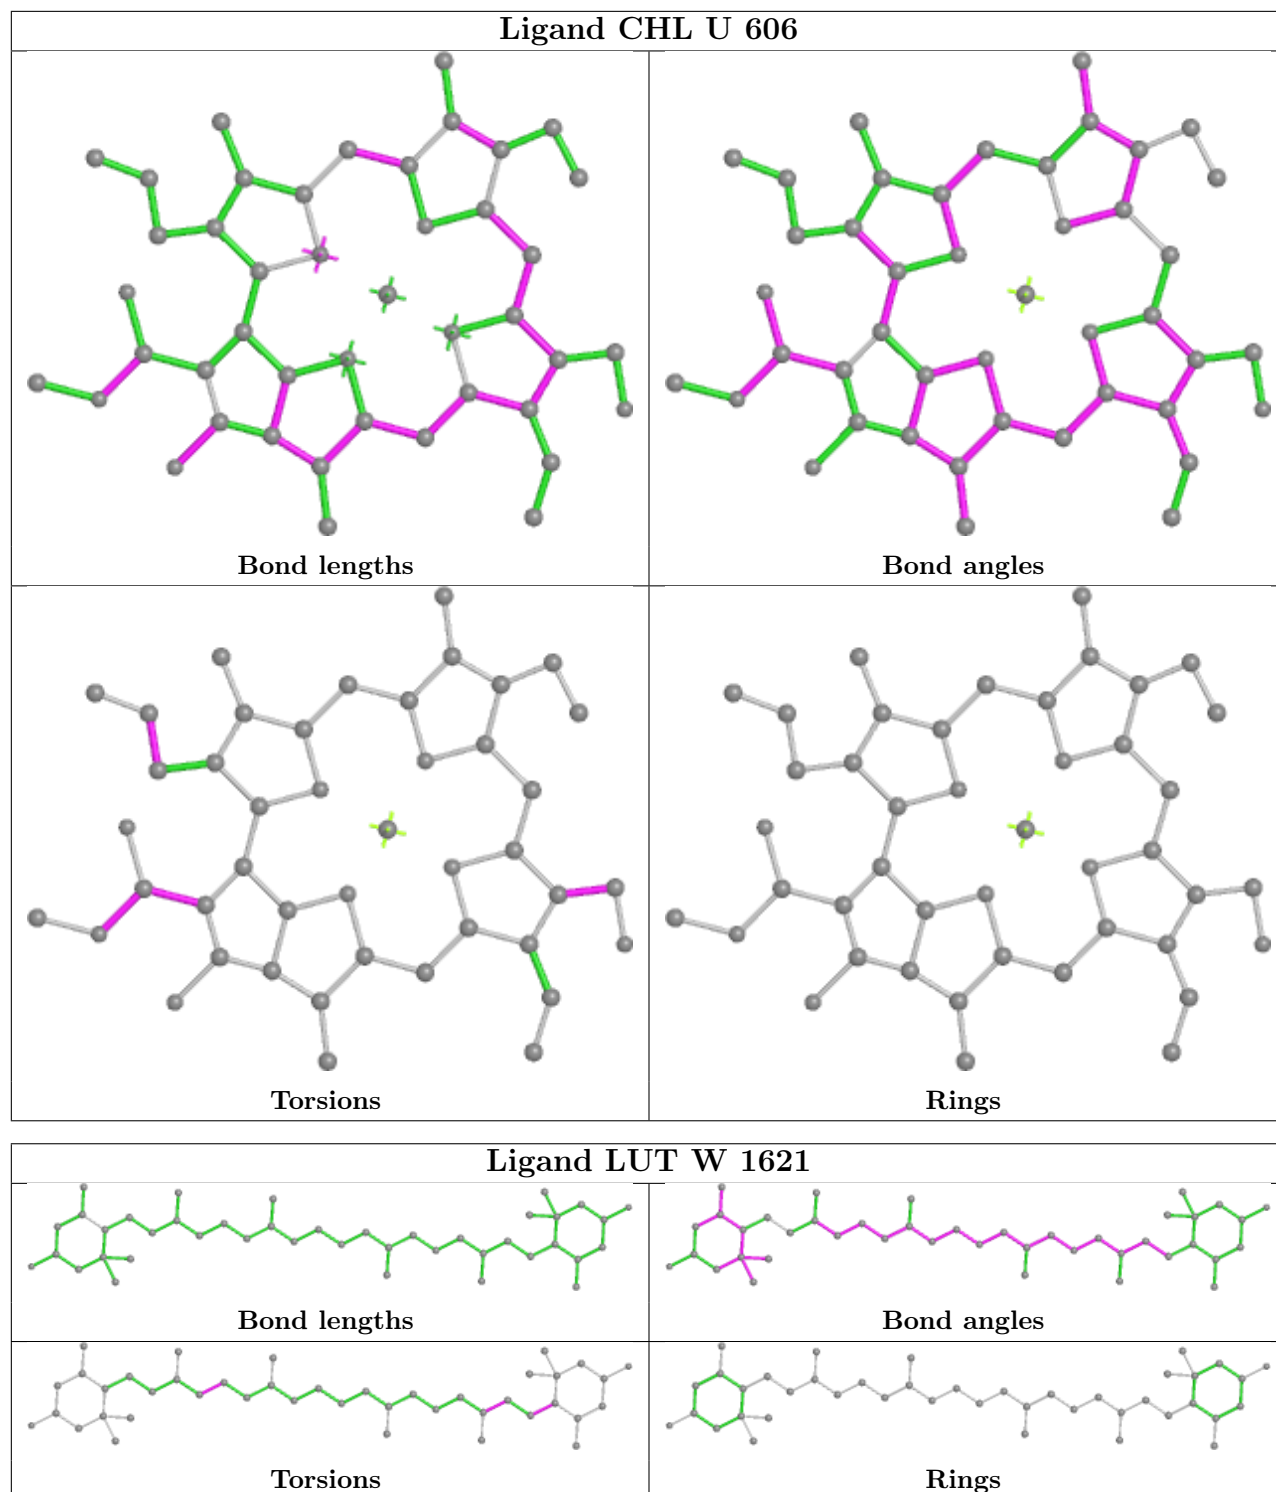 Ligand CHL U 606
Bond lengths
Bond angles
Torsions
Rings
Ligand LUT W 1621
Bond lengths
Bond angles
Torsions
Rings